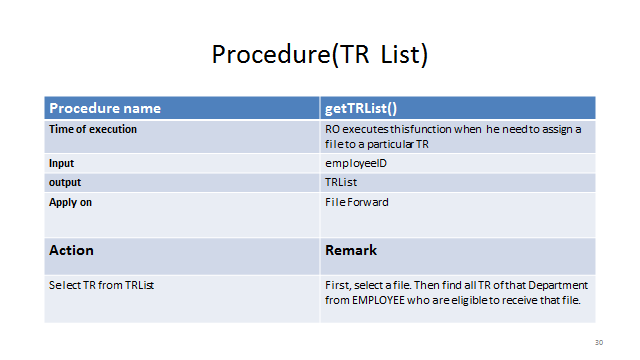 Procedure(TR List)
Procedure name getTRList()
Time of execution RO executes this function when he need to assign a
file to a particular TR
Input employeeID
output TRList
Apply on File Forward
Action Remark
Select TR from TRList First, select a file. Then find all TR of that Department
from EMPLOYEE who are eligible to receive that file.
30